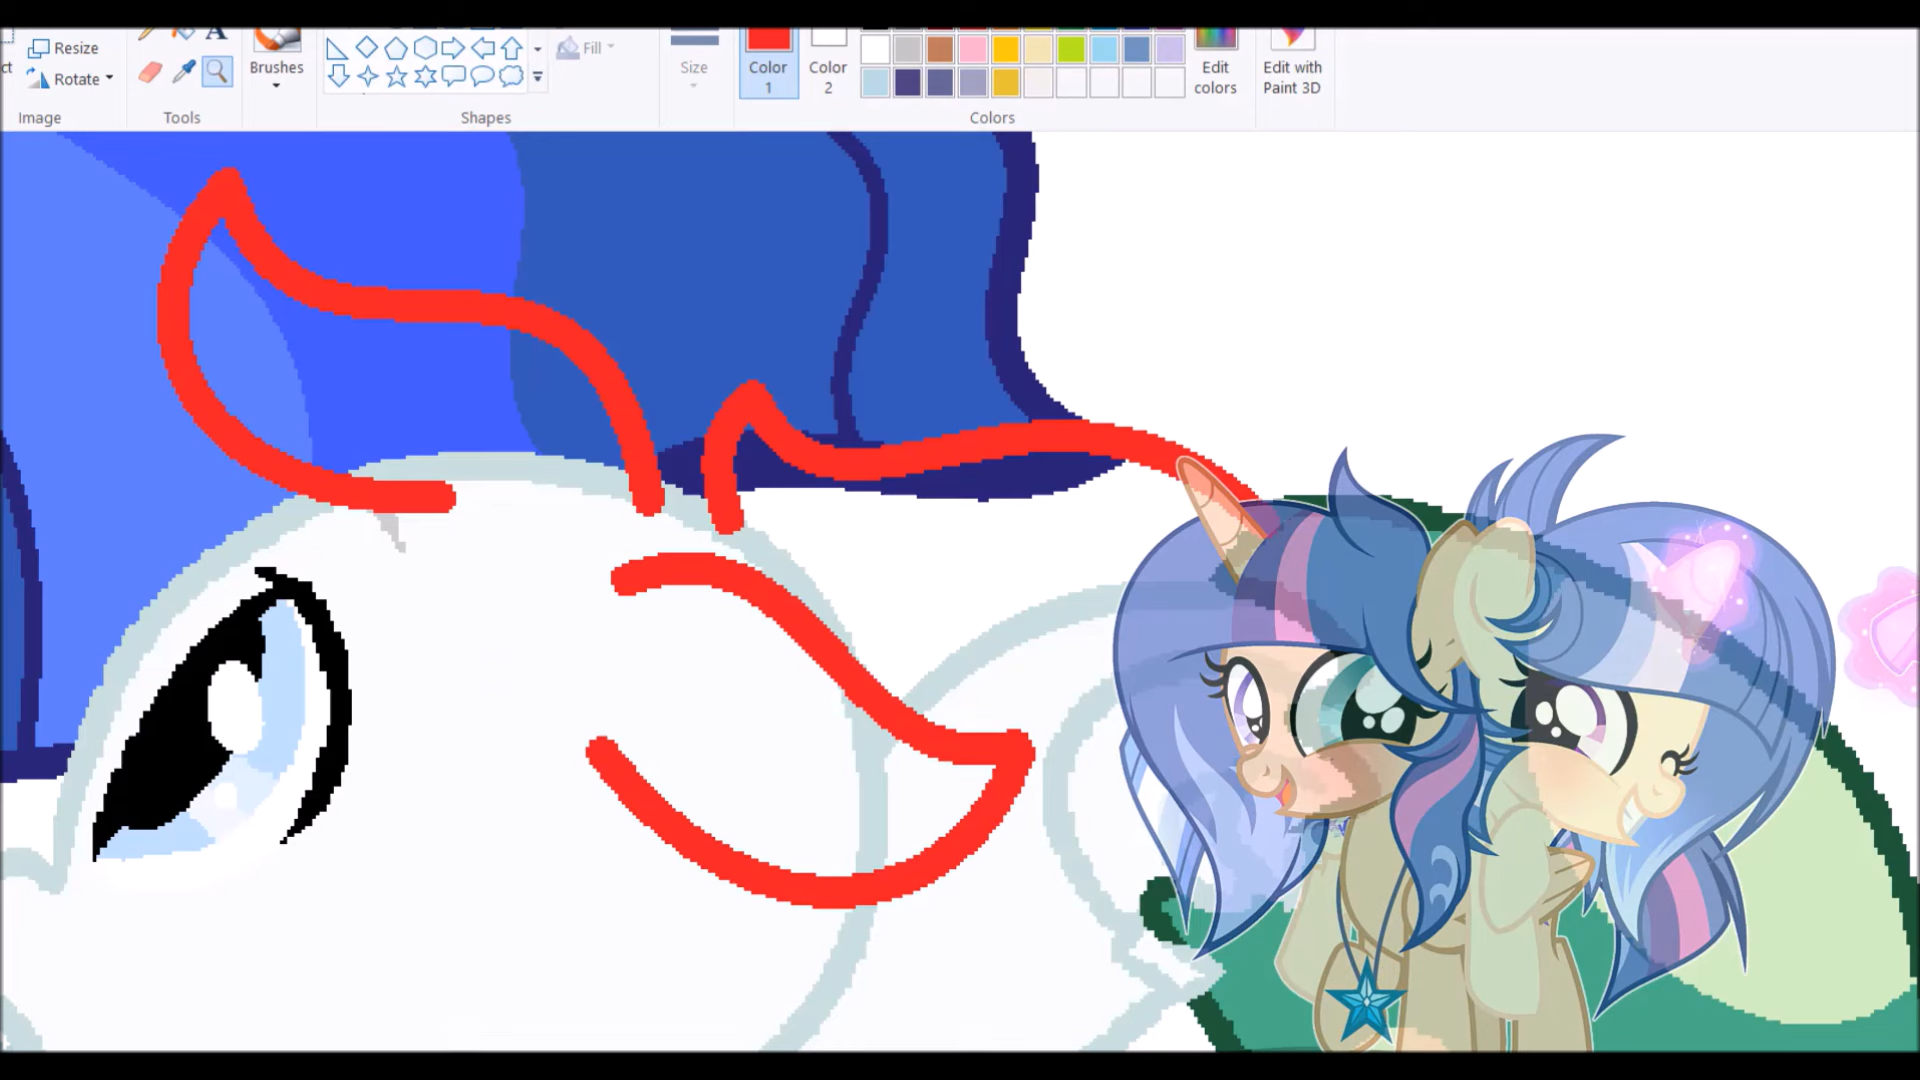 Resize
ct
Rotate
Image
A
Tools
Brushes
Shapes
Fill
Size
Color
1
Color
2
Edit
colors
Edit with
Paint 3D
Colors